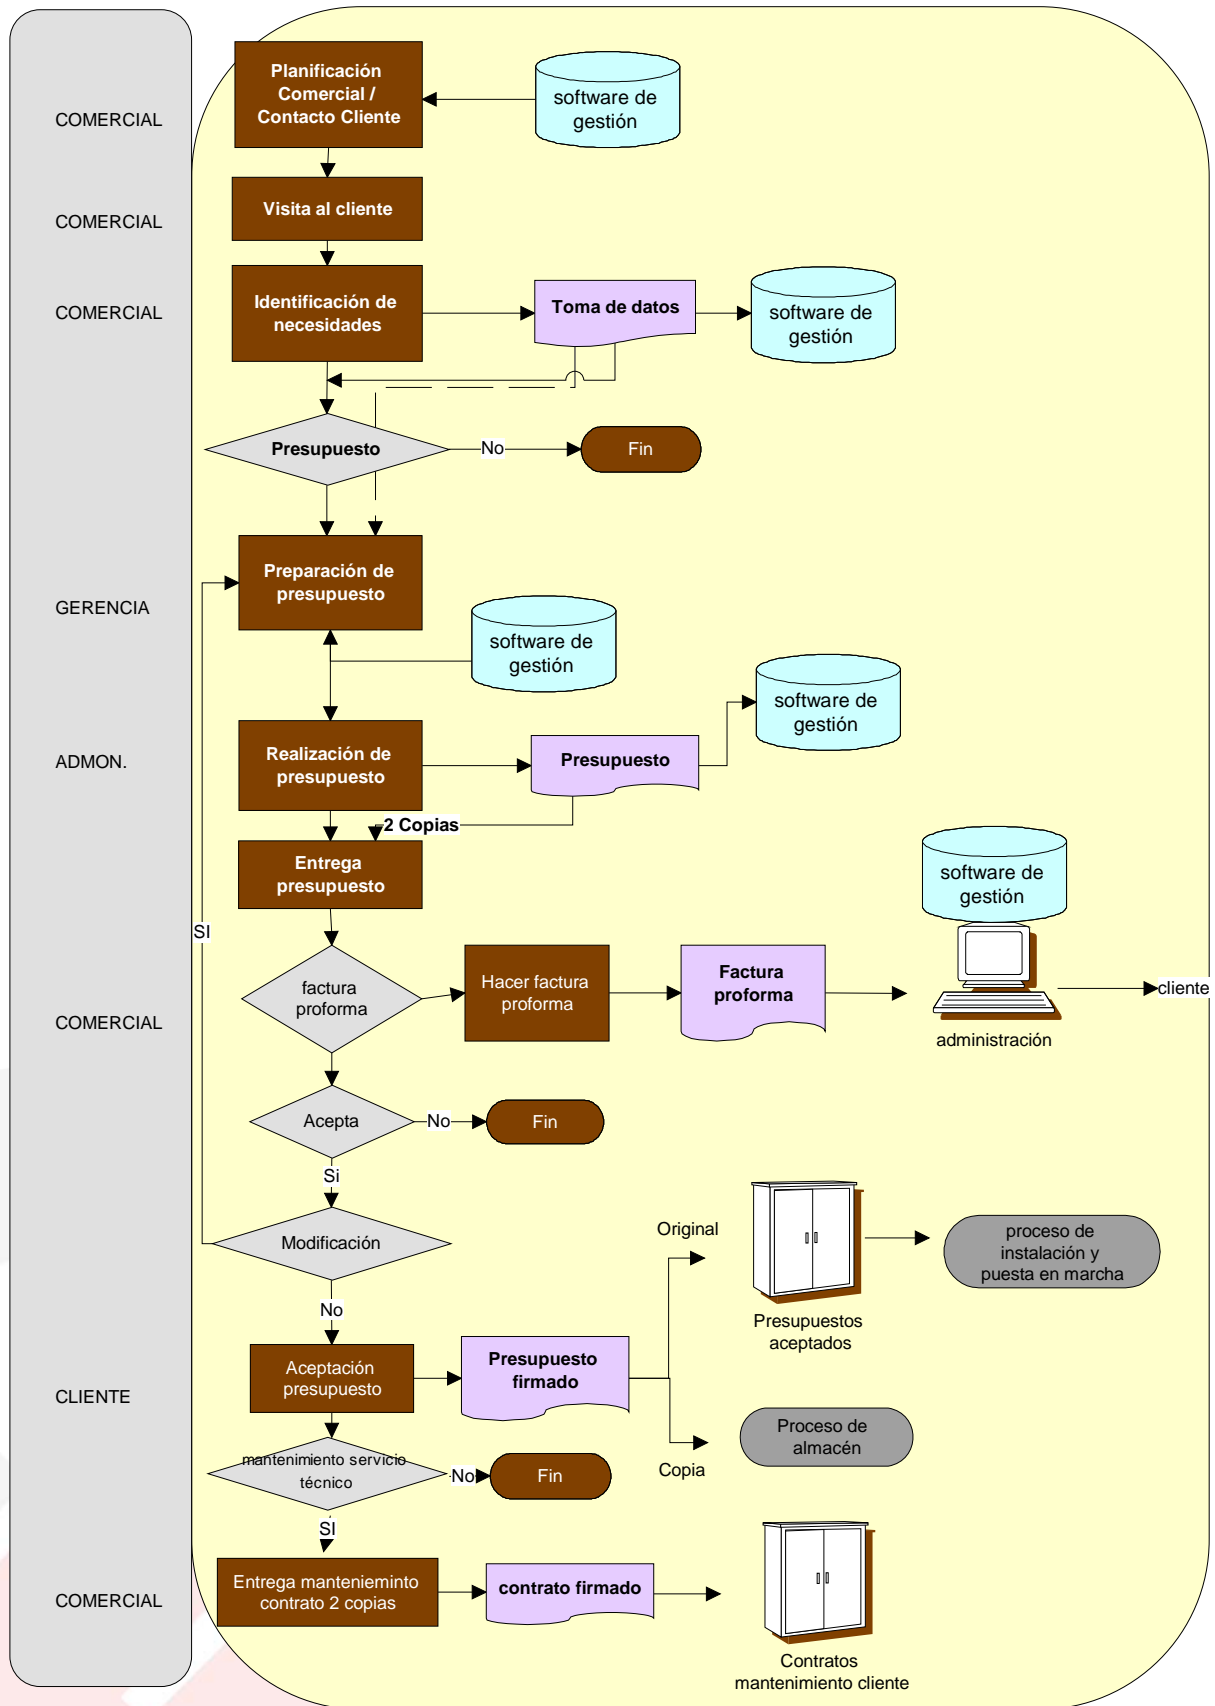 COMERCIAL
Planificación
Comercial /
Contacto Cliente
software de
gestión
COMERCIAL
Visita al cliente
COMERCIAL
Identificación de
necesidades
Toma de datos
software de
gestión
Presupuesto
No
Fin
GERENCIA
Preparación de
presupuesto
software de
gestión
software de
gestión
ADMON.
Realización de
presupuesto
Presupuesto
2 Copias
Entrega
presupuesto
software de
gestión
SI
COMERCIAL
factura
proforma
Hacer factura
proforma
Factura
proforma
administración
cliente
Acepta
No
Fin
Si
Modificación
No
Original
Presupuestos
aceptados
proceso de
instalación y
puesta en marcha
CLIENTE
Aceptación
presupuesto
Presupuesto
firmado
Copia
Proceso de
almacén
mantenimiento servicio
técnico
No
Fin
SI
COMERCIAL
Entrega mantenieminto
contrato 2 copias
contrato firmado
Contratos
mantenimiento cliente